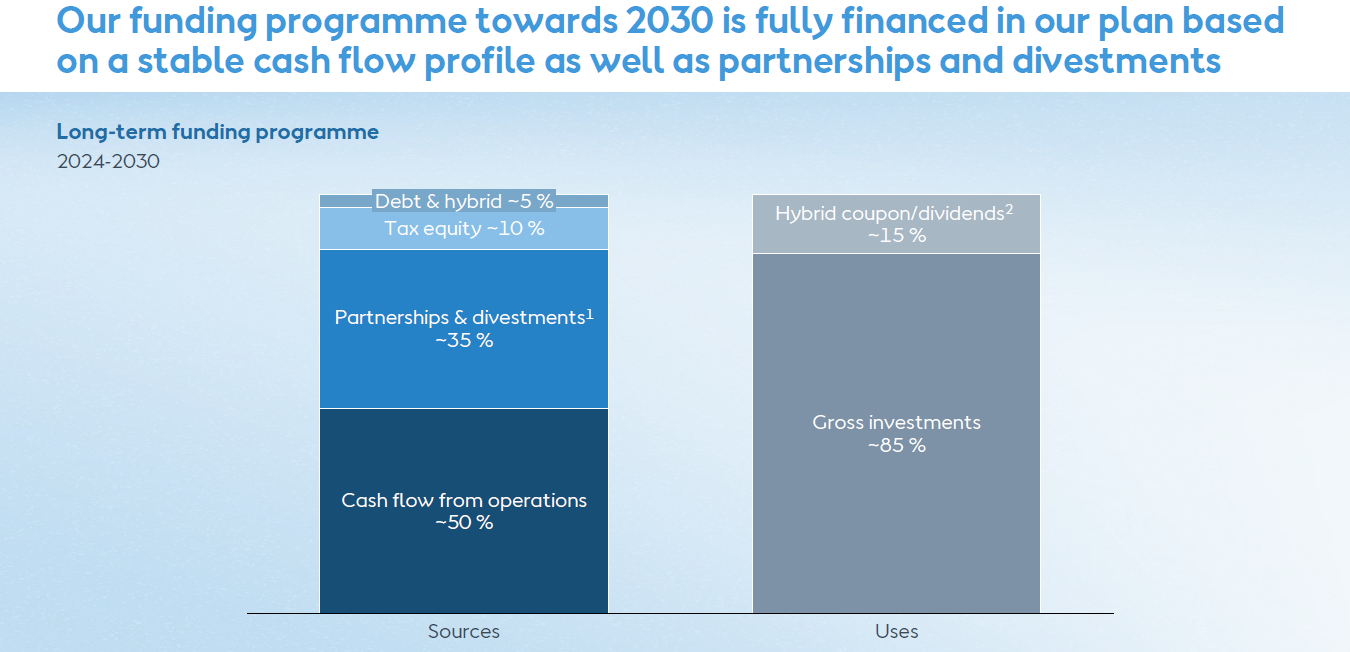 Our funding programme towards 2030 is fully financed in our plan based
on a stable cash flow profile as well as partnerships and divestments
Long-term funding programme
2024-2030
Debt & hybrid ~5 %
Tax equity ~10 %
Partnerships & divestments¹
~35 %
Cash flow from operations
~50 %
Sources
Hybrid coupon/dividends²
~15 %
Gross investments
~85 %
Uses